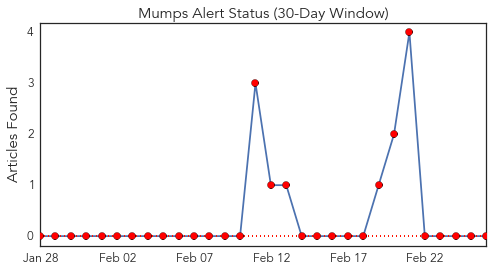 Mumps Alert Status (30-Day Window)
Articles Found
4
3
2
1
0
Jan 28 Feb 02 Feb 07 Feb 12 Feb 17 Feb 22